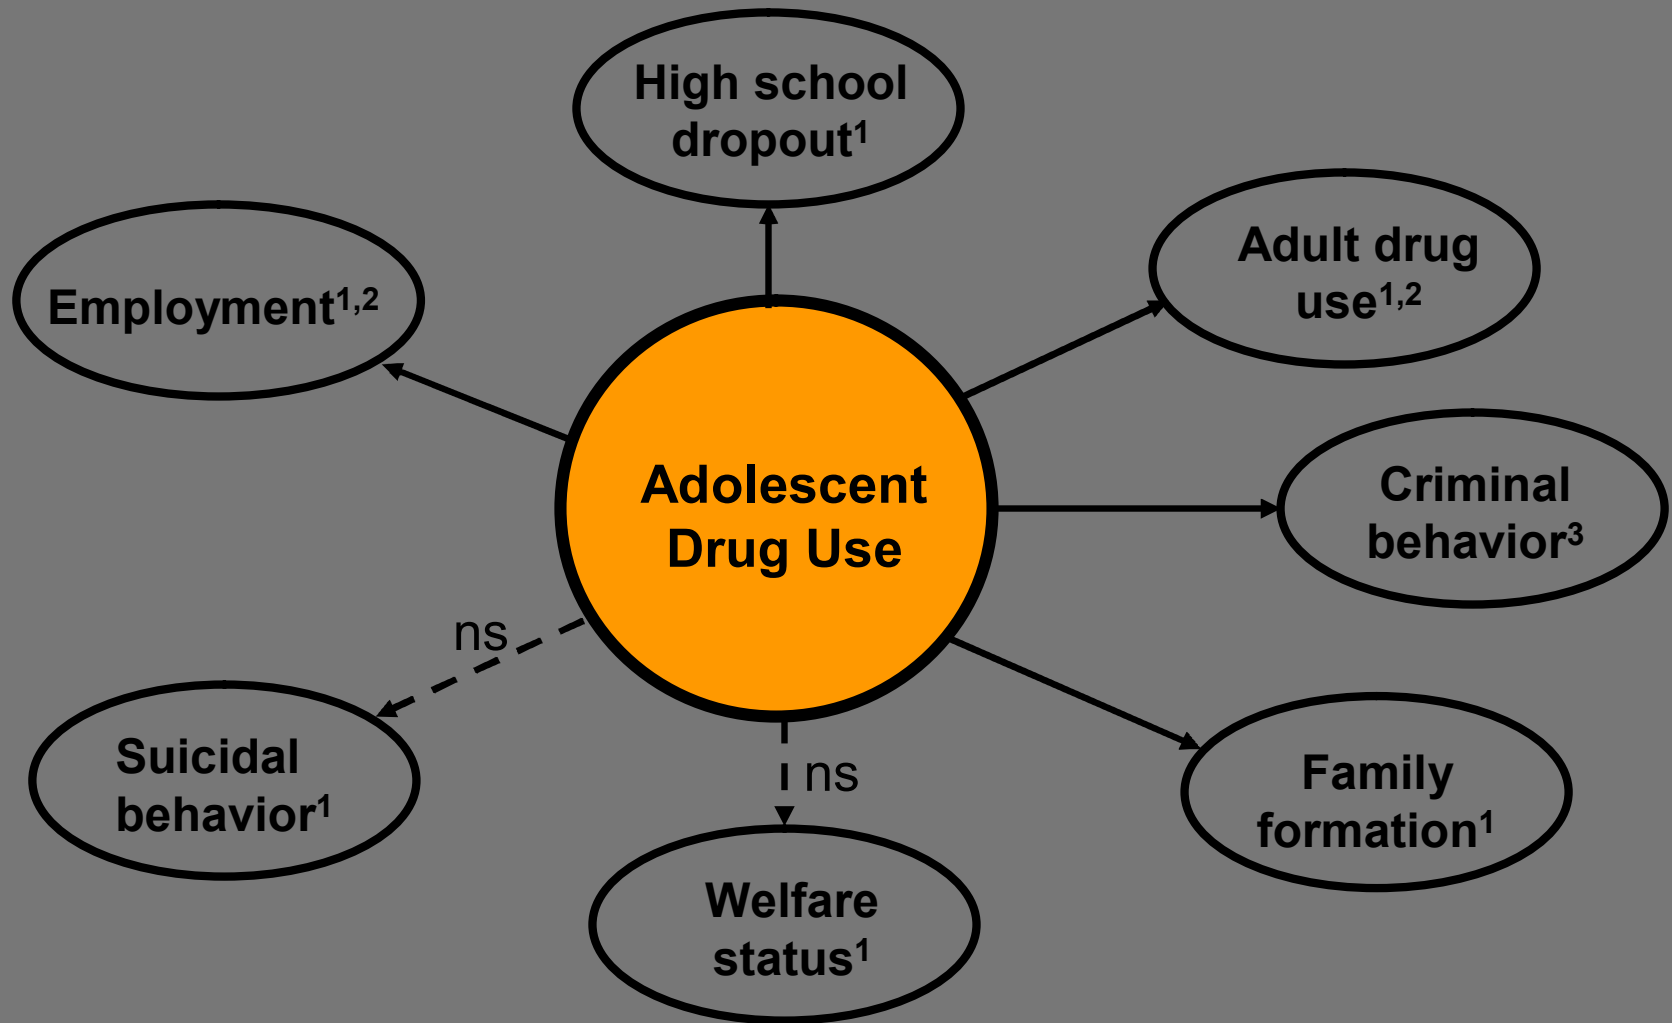 High school
dropout¹
Adult drug
use¹,²
Employment¹,²
Adolescent
Drug Use
Criminal
behavior³
ns
Suicidal
behavior¹
ns
Family
formation¹
Welfare
status¹